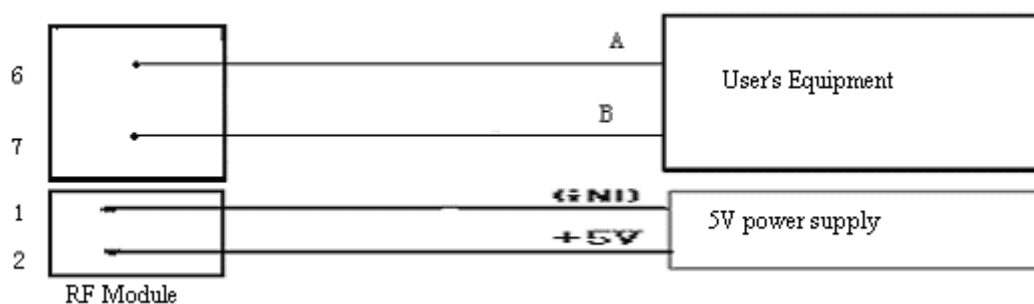 6
A
User's Equipment
7
B
1
GND
5V power supply
2
+5V
RF Module